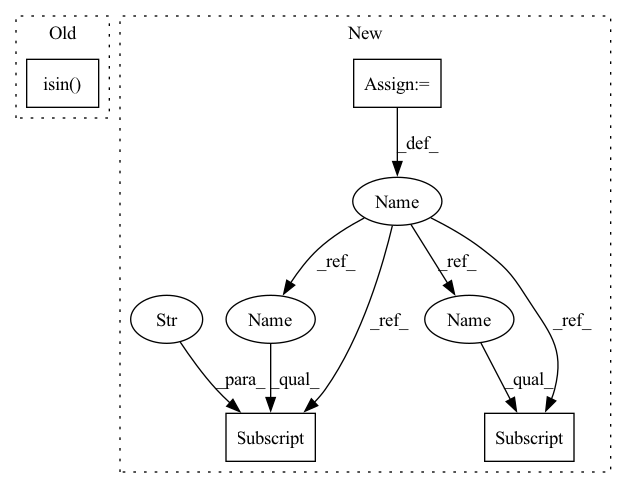 Old
New
isin()
Assign:=
_def_
Name
_ref_
_ref_
_ref_
_ref_
Str
Name
Name
_para_
_qual_
_qual_
Subscript
Subscript